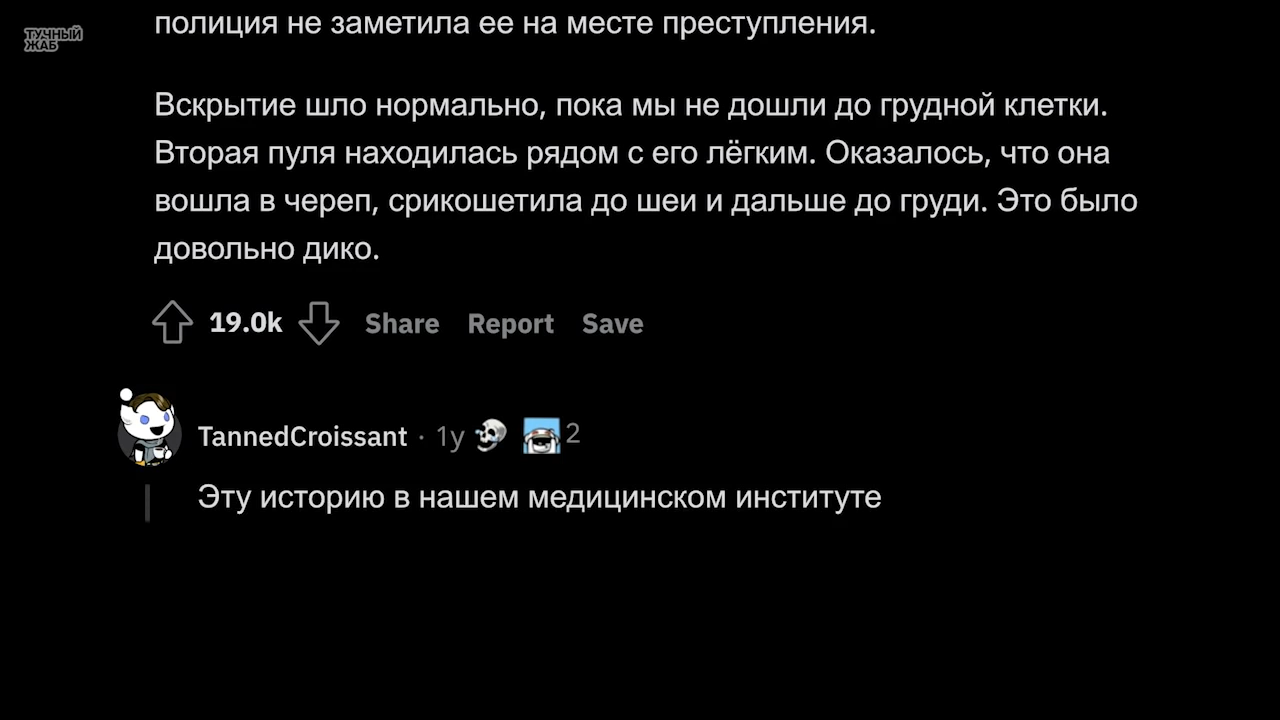 ТУЧНЫЙ
ЖАБ
полиция не заметила ее на месте преступления.
Вскрытие шло нормально, пока мы не дошли до грудной клетки.
Вторая пуля находилась рядом с его лёгким. Оказалось, что она
вошла в череп, срикошетила до шеи и дальше до груди. Это было
довольно дико.
19.0k Share Report Save
TannedCroissant · 1y 2
Эту историю в нашем медицинском институте